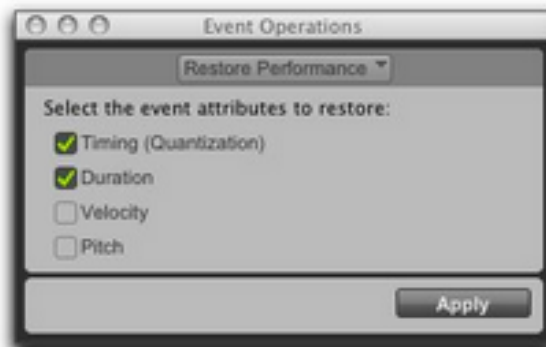 Event Operations
Restore Performance
Select the event attributes to restore:
Timing (Quantization)
Duration
Velocity
Pitch
Apply